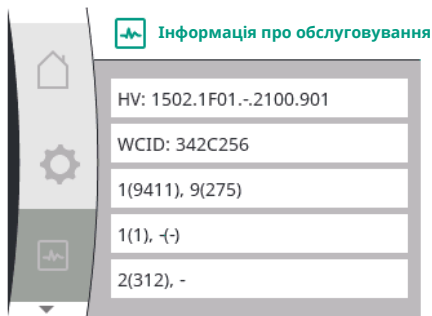 Інформація про обслуговування
HV: 1502.1F01.-.2100.901
WCID: 342C256
1(9411), 9(275)
1(1), -(-)
2(312), -